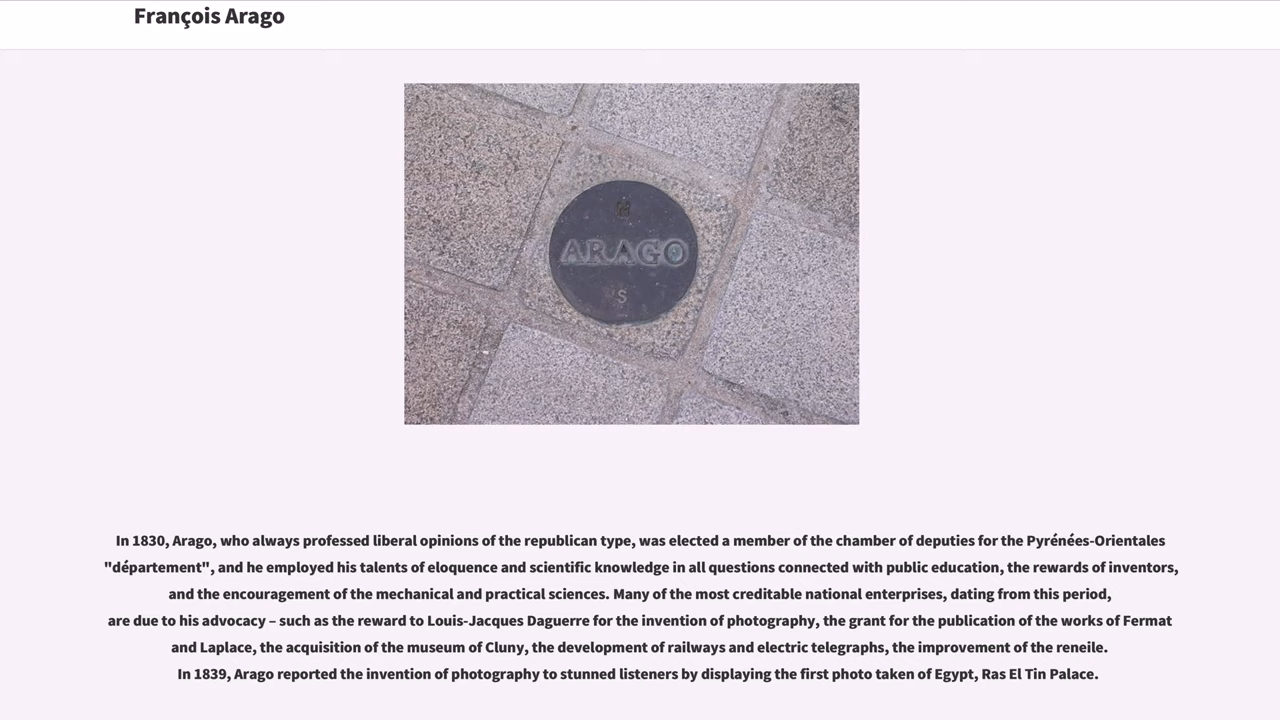 François Arago
ARAGO
S
In 1830, Arago, who always professed liberal opinions of the republican type, was elected a member of the chamber of deputies for the Pyrénées-Orientales
"département", and he employed his talents of eloquence and scientific knowledge in all questions connected with public education, the rewards of inventors,
and the encouragement of the mechanical and practical sciences. Many of the most creditable national enterprises, dating from this period,
are due to his advocacy – such as the reward to Louis-Jacques Daguerre for the invention of photography, the grant for the publication of the works of Fermat
and Laplace, the acquisition of the museum of Cluny, the development of railways and electric telegraphs, the improvement of the reneile.
In 1839, Arago reported the invention of photography to stunned listeners by displaying the first photo taken of Egypt, Ras El Tin Palace.